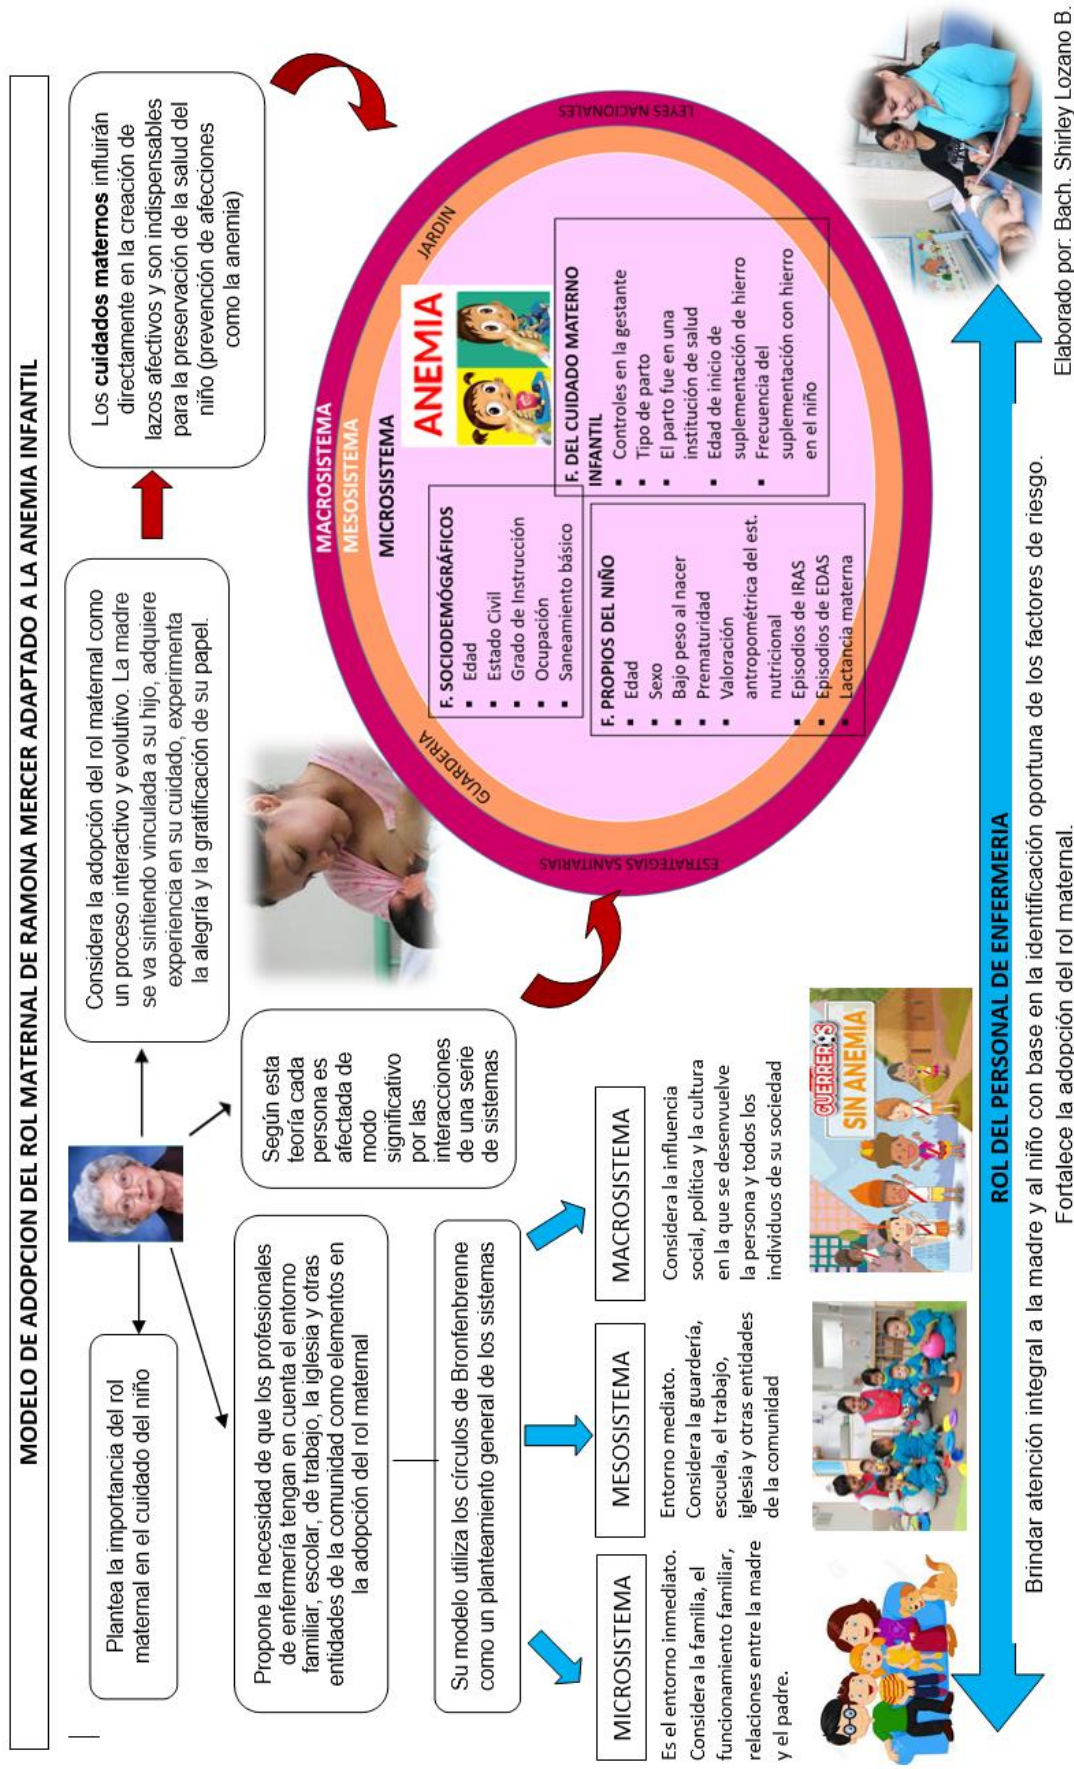 MODELO DE ADOPCION DEL ROL MATERNAL DE RAMONA MERCER ADAPTADO A LA ANEMIA INFANTIL
Plantea la importancia del rol
maternal en el cuidado del niño
Considera la adopción del rol maternal como
un proceso interactivo y evolutivo. La madre
se va sintiendo vinculada a su hijo, adquiere
experiencia en su cuidado, experimenta
la alegría y la gratificación de su papel.
Los cuidados maternos influirán
directamente en la creación de
lazos afectivos y son indispensables
para la preservación de la salud del
niño (prevención de afecciones
como la anemia)
Propone la necesidad de que los profesionales
de enfermería tengan en cuenta el entorno
familiar, escolar, de trabajo, la iglesia y otras
entidades de la comunidad como elementos en
la adopción del rol maternal
Según esta
teoría cada
persona es
afectada de
modo
significativo
por las
interacciones
de una serie
de sistemas
Su modelo utiliza los círculos de Bronfenbrenne
como un planteamiento general de los sistemas
MICROSISTEMA
Es el entorno inmediato.
Considera la familia, el
funcionamiento familiar,
relaciones entre la madre
y el padre.
MESOSISTEMA
Entorno mediato.
Considera la guardería,
escuela, el trabajo,
iglesia y otras entidades
de la comunidad
MACROSISTEMA
Considera la influencia
social, política y la cultura
en la que se desenvuelve
la persona y todos los
individuos de su sociedad
GUERREROS
SIN ANEMIA
MACROSISTEMA
MESOSISTEMA
MICROSISTEMA
ESTRATEGIAS SANITARIAS
GUARDERIA
JARDIN
LEYES NACIONALES
ANEMIA
F. SOCIODEMÓGRÁFICOS
▪ Edad
▪ Estado Civil
▪ Grado de Instrucción
▪ Ocupación
▪ Saneamiento básico
F. PROPIOS DEL NIÑO
▪ Edad
▪ Sexo
▪ Bajo peso al nacer
▪ Prematuridad
▪ Valoración
antropométrica del est.
nutricional
▪ Episodios de IRAS
▪ Episodios de EDAS
▪ Lactancia materna
F. DEL CUIDADO MATERNO
INFANTIL
▪ Controles en la gestante
▪ Tipo de parto
▪ El parto fue en una
institución de salud
▪ Edad de inicio de
suplementación de hierro
▪ Frecuencia del
suplementación con hierro
en el niño
ROL DEL PERSONAL DE ENFERMERIA
Brindar atención integral a la madre y al niño con base en la identificación oportuna de los factores de riesgo.
Fortalece la adopción del rol maternal.
Elaborado por: Bach. Shirley Lozano B.